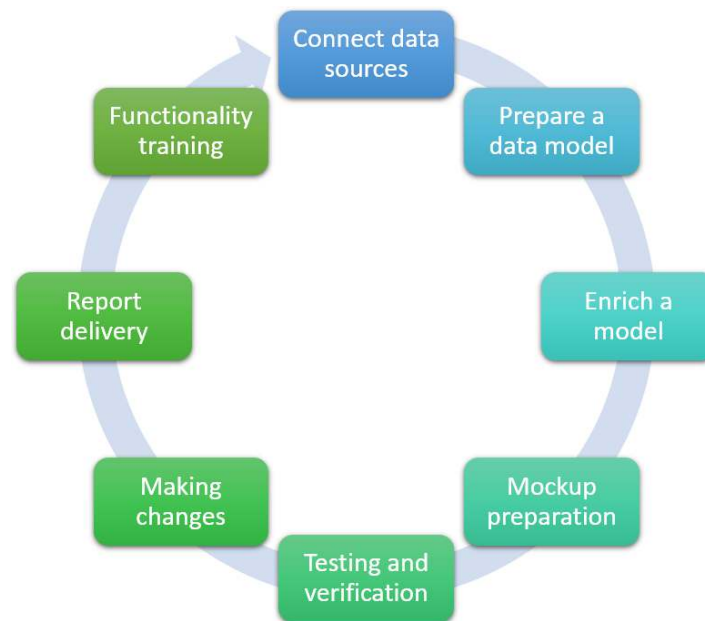 Connect data
sources
Prepare a
data model
Enrich a
model
Mockup
preparation
Testing and
verification
Making
changes
Report
delivery
Functionality
training